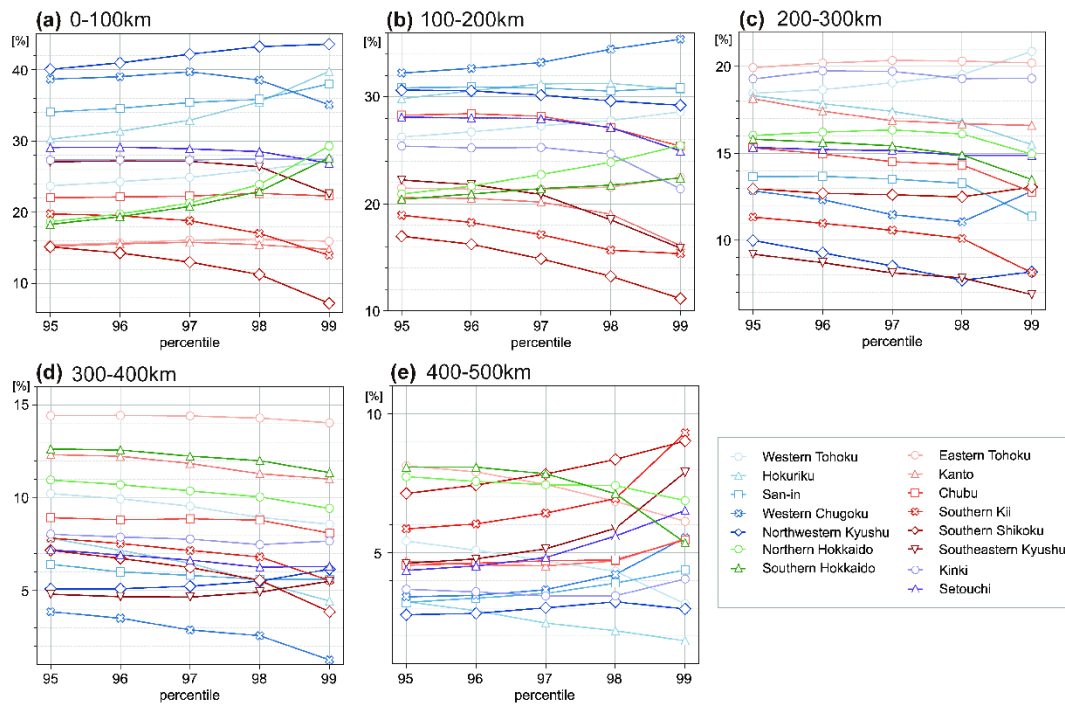 (a) 0-100km
(b) 100-200km
(c) 200-300km
[%]
40
30
20
10
95 96 97 98 99
percentile
[%]
30
20
10
95 96 97 98 99
percentile
[%]
20
15
10
95 96 97 98 99
percentile
(d) 300-400km
(e) 400-500km
[%]
15
10
5
95 96 97 98 99
percentile
[%]
10
5
95 96 97 98 99
percentile
Western Tohoku
Hokuriku
San-in
Western Chugoku
Northwestern Kyushu
Northern Hokkaido
Southern Hokkaido
Eastern Tohoku
Kanto
Chubu
Southern Kii
Southern Shikoku
Southeastern Kyushu
Kinki
Setouchi